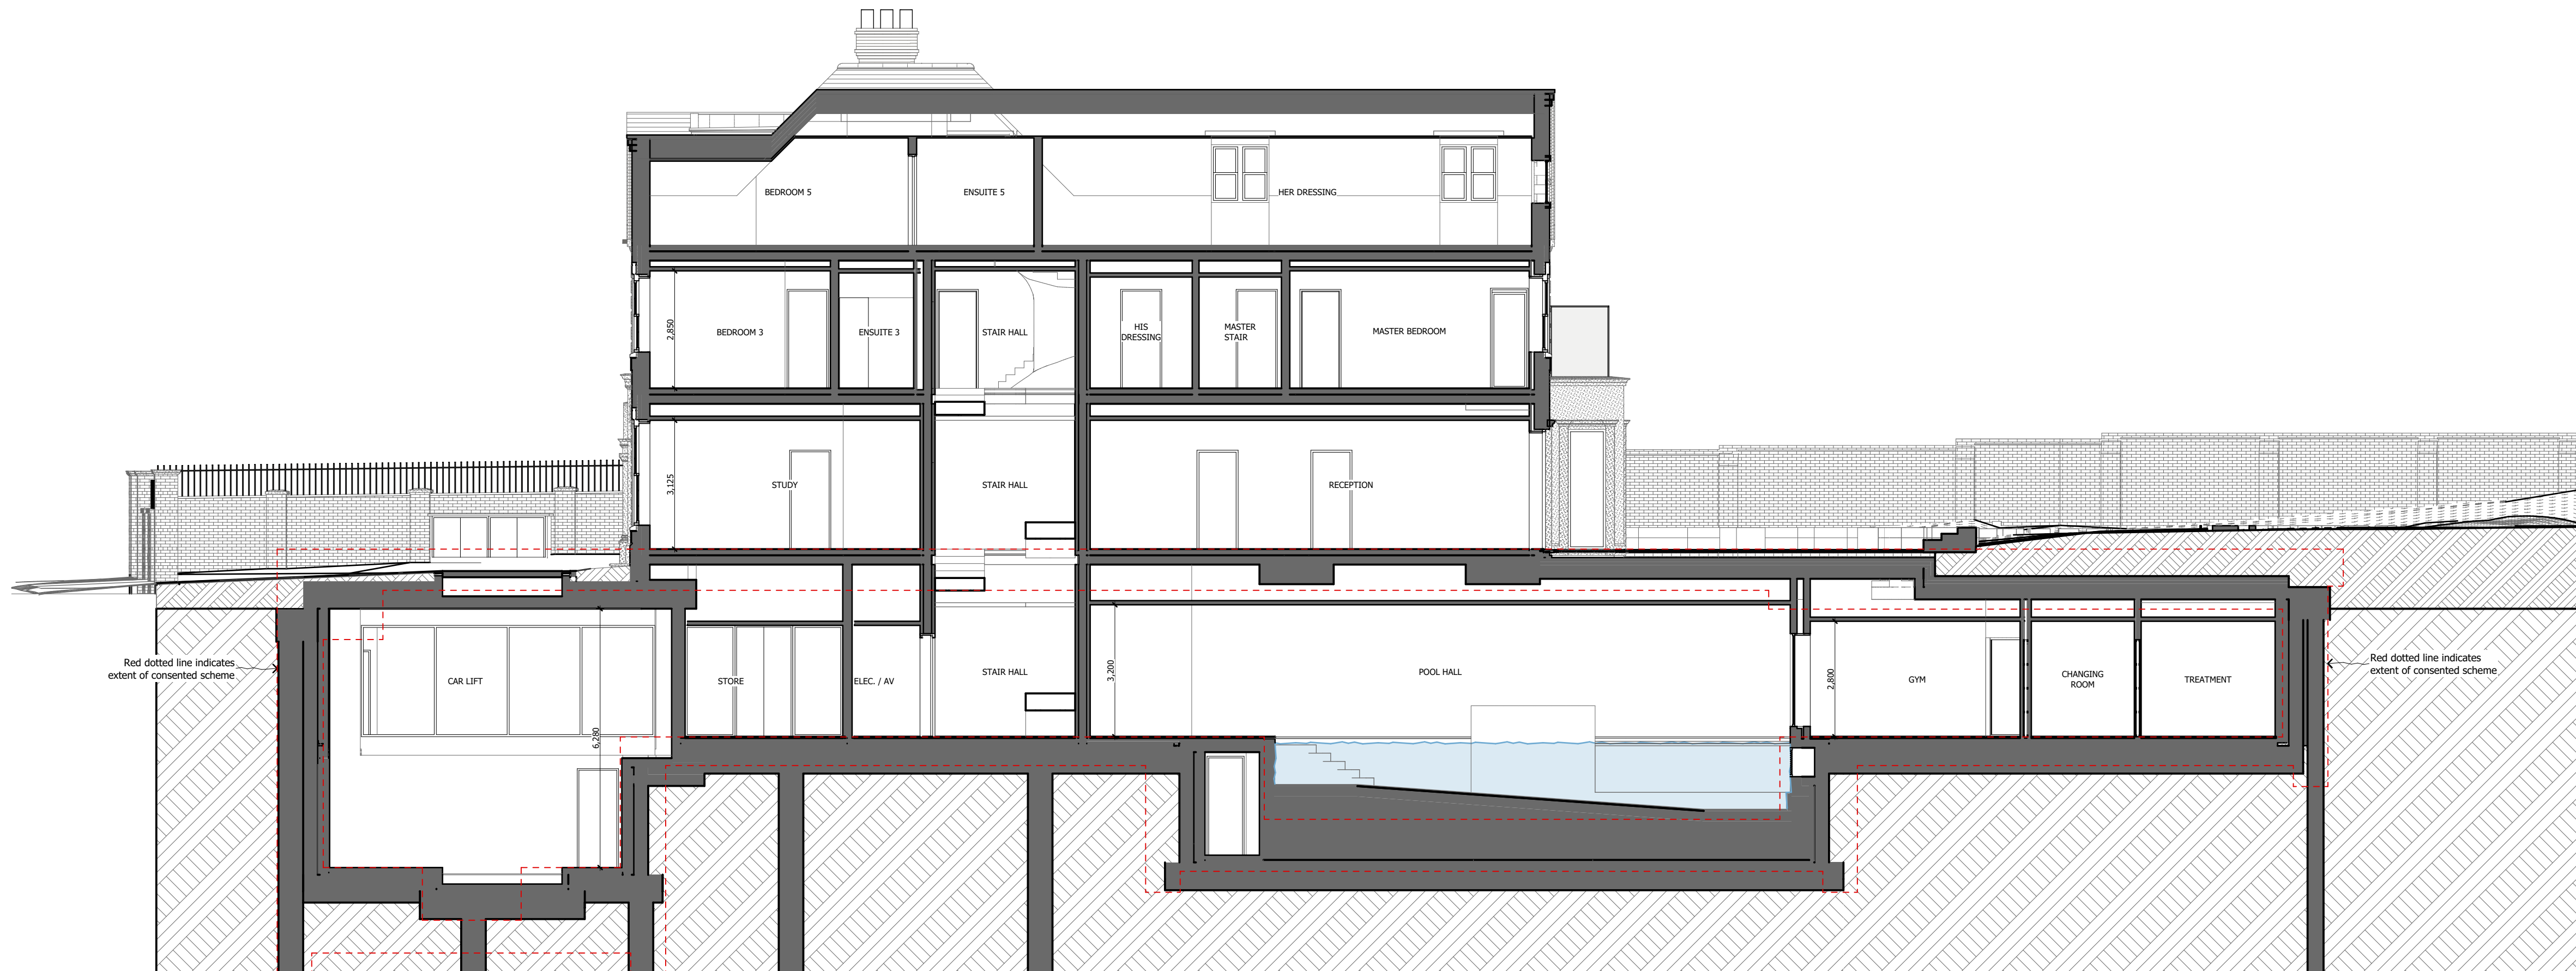 BEDROOM 5
ENSUITE 5
HER DRESSING
2,850
BEDROOM 3
ENSUITE 3
STAIR HALL
HIS
DRESSING
MASTER
STAIR
MASTER BEDROOM
3,125
STUDY
STAIR HALL
RECEPTION
Red dotted line indicates
extent of consented scheme
CAR LIFT
6,280
STORE
ELEC. / AV
STAIR HALL
3,200
POOL HALL
2,800
GYM
CHANGING
ROOM
TREATMENT
Red dotted line indicates
extent of consented scheme